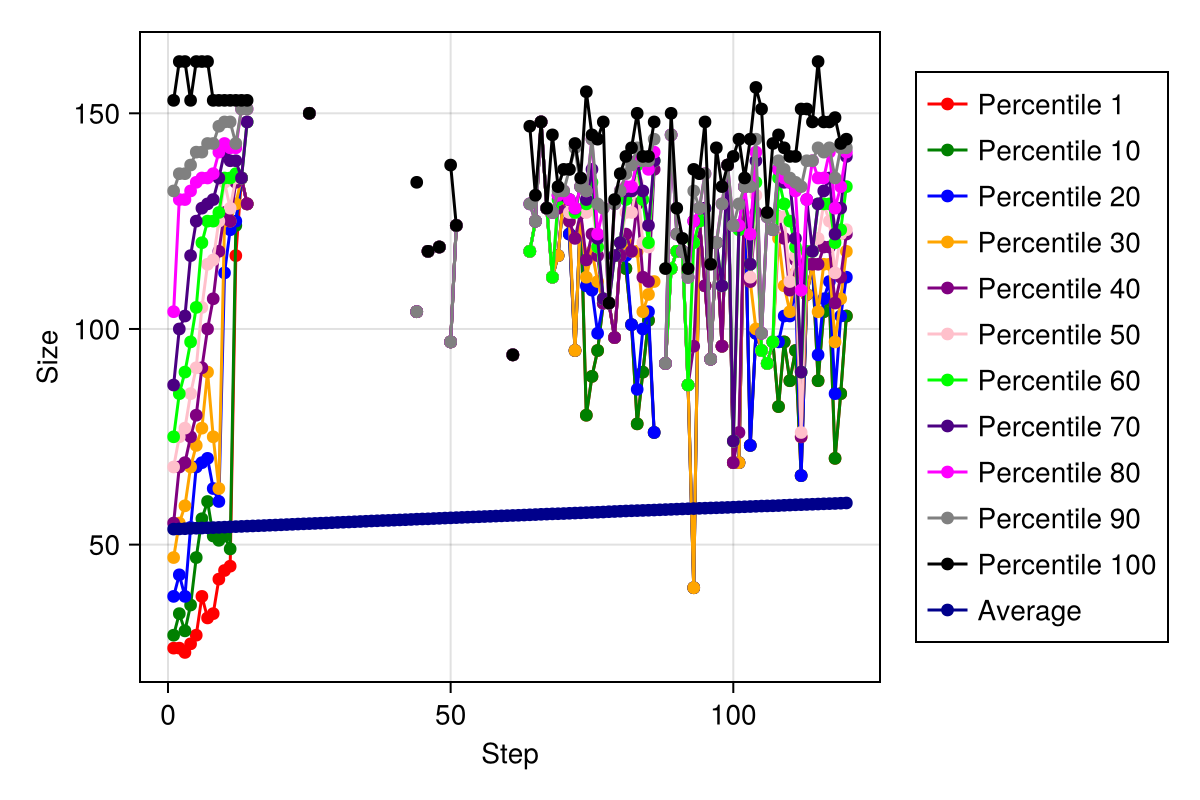 150
100
50
Size
0
50
100
Step
Percentile 1
Percentile 10
Percentile 20
Percentile 30
Percentile 40
Percentile 50
Percentile 60
Percentile 70
Percentile 80
Percentile 90
Percentile 100
Average